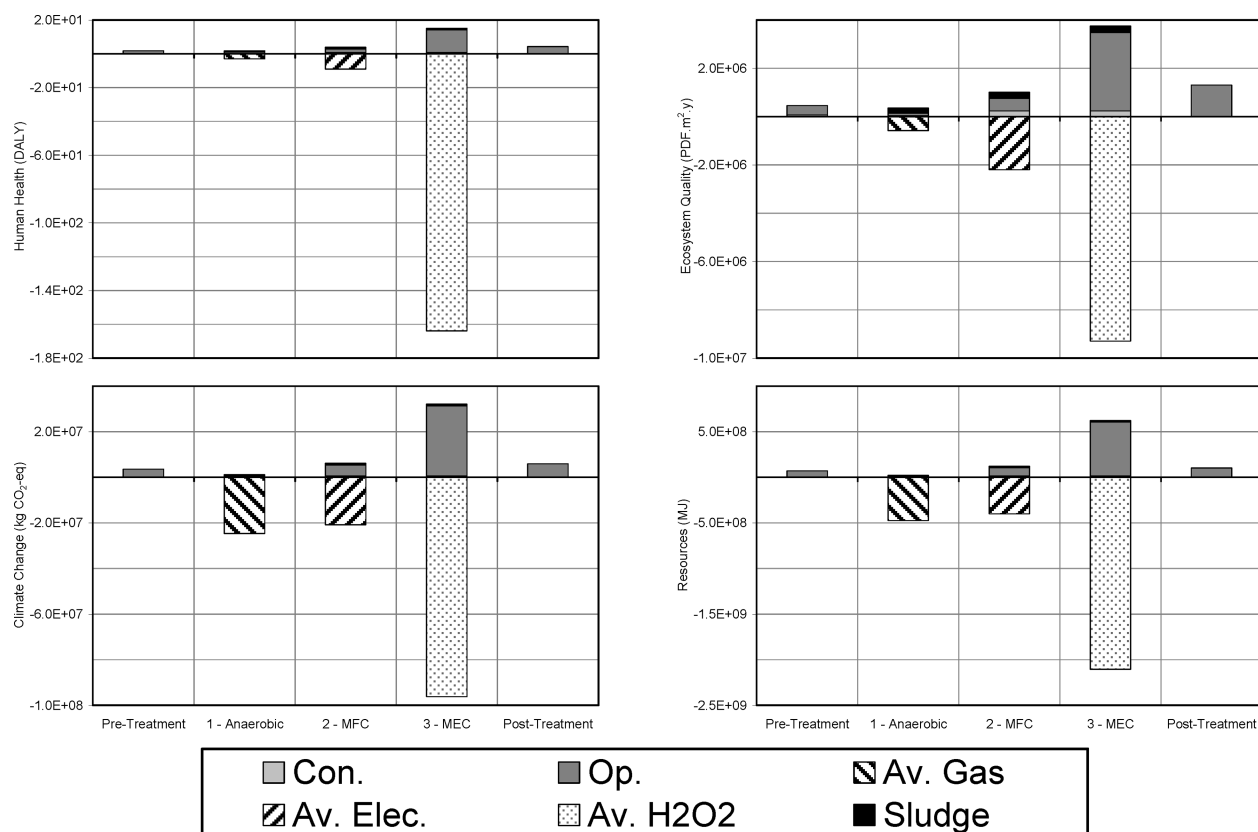 2.0E+01
-2.0E+01
-6.0E+01
-1.0E+02
-1.4E+02
-1.8E+02
Human Health (DALY)
2.0E+06
-2.0E+06
-6.0E+06
-1.0E+07
Ecosystem Quality (PDF.m².y)
2.0E+07
-2.0E+07
-6.0E+07
-1.0E+08
Climate Change (kg CO₂-eq)
Pre-Treatment 1 - Anaerobic 2 - MFC 3 - MEC Post-Treatment
5.0E+08
-5.0E+08
-1.5E+09
-2.5E+09
Resources (MJ)
Pre-Treatment 1 - Anaerobic 2 - MFC 3 - MEC Post-Treatment
Con. Op. Av. Gas
Av. Elec. Av. H2O2 Sludge